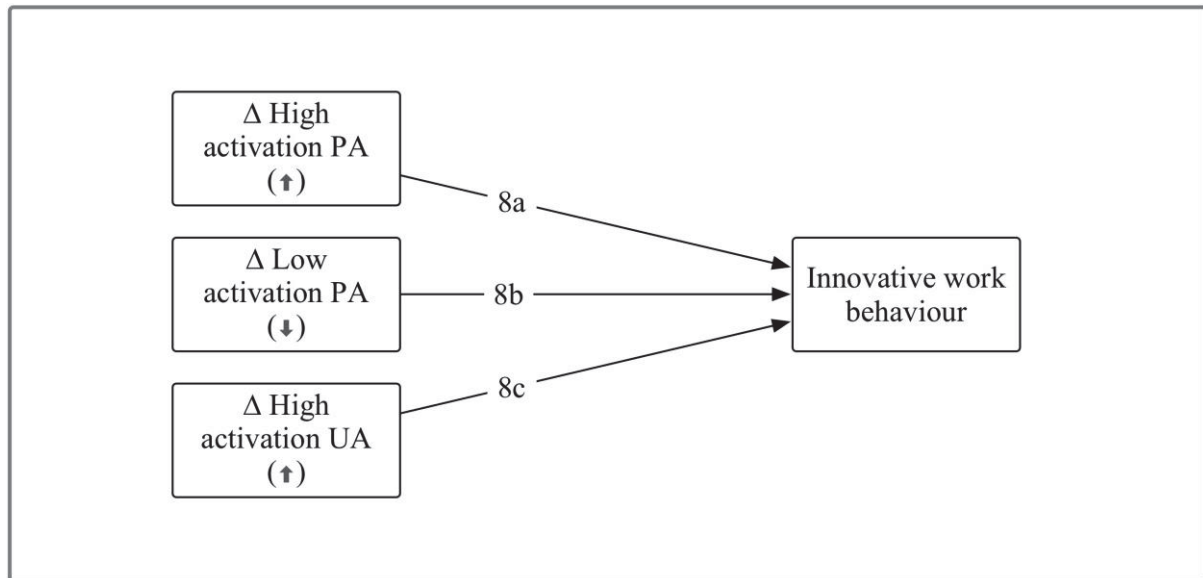 Δ High
activation PA
(⬆)
8a
Δ Low
activation PA
(⬇)
8b
Δ High
activation UA
(⬆)
8c
Innovative work
behaviour